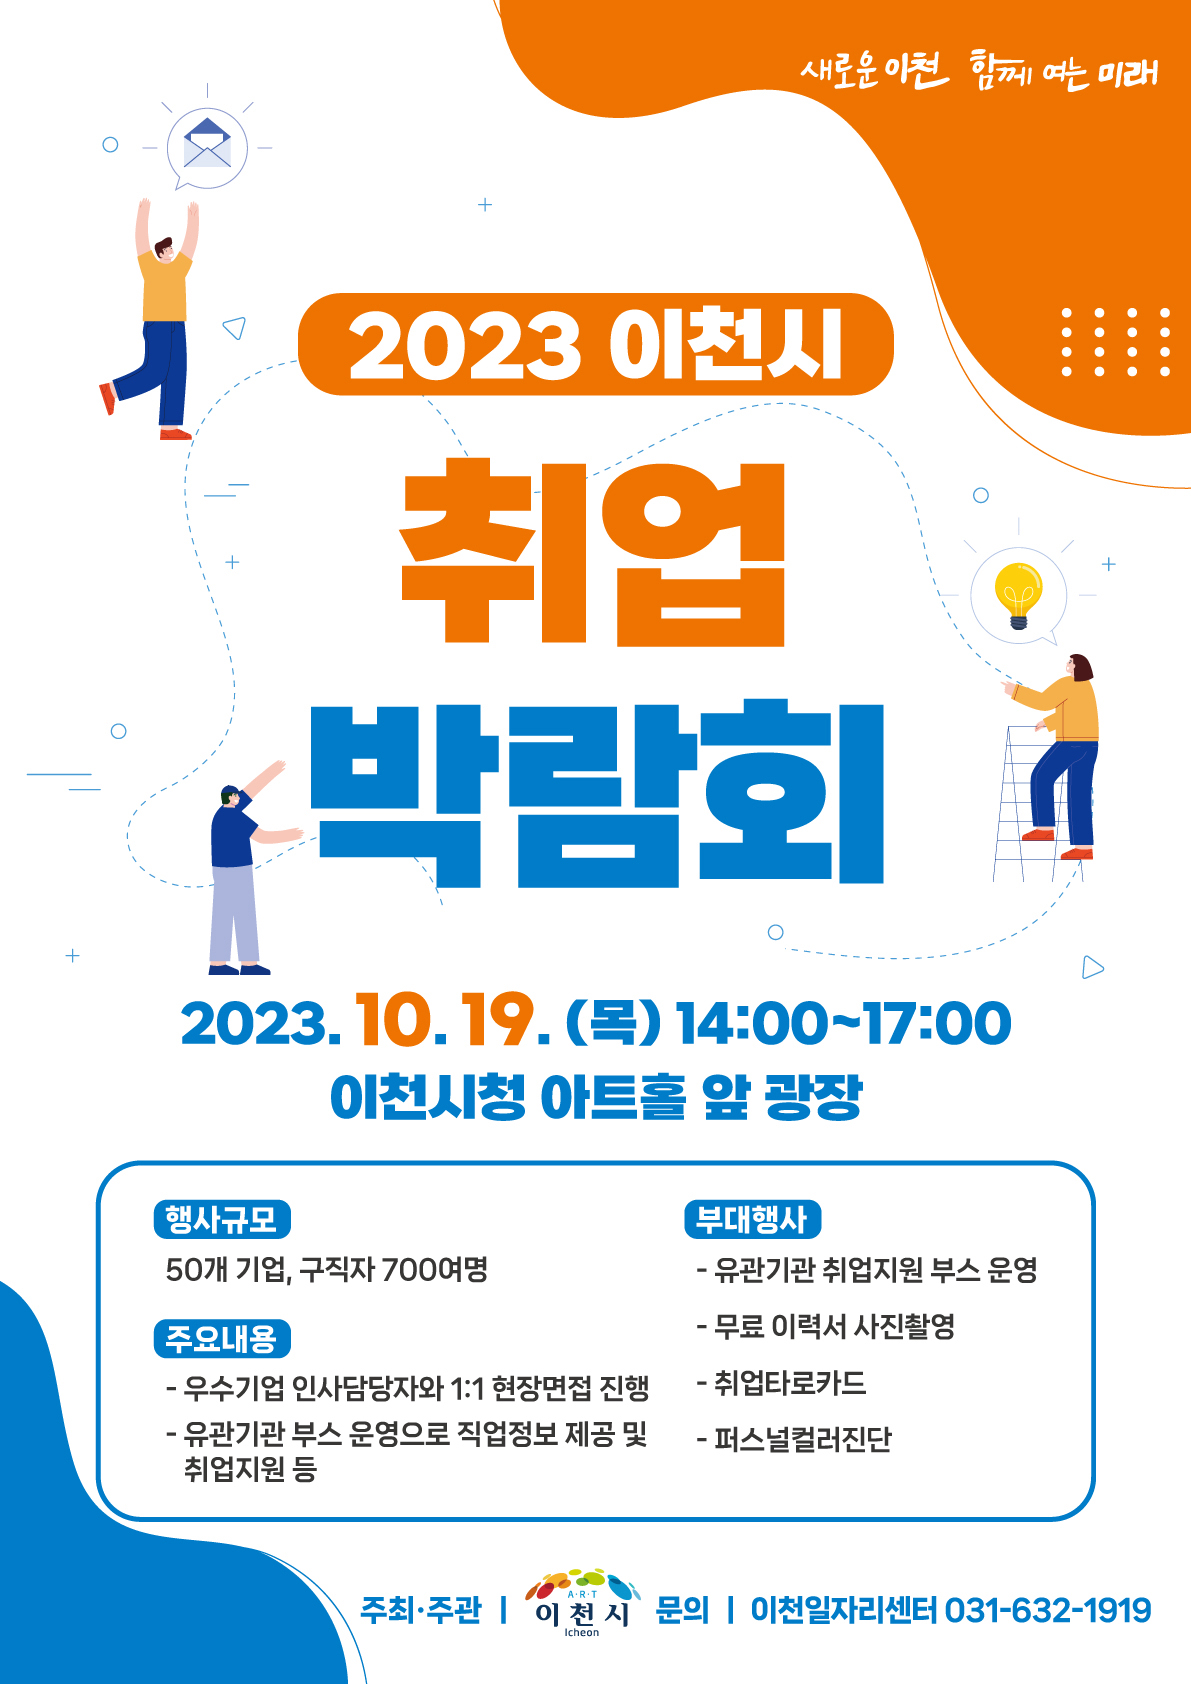 새로운 이천 함께 여는 미래
2023 이천시
취업
박람회
2023. 10. 19. (목) 14:00~17:00
이천시청 아트홀 앞 광장
행사규모
50개 기업, 구직자 700여명
주요내용
- 우수기업 인사담당자와 1:1 현장면접 진행
- 유관기관 부스 운영으로 직업정보 제공 및
취업지원 등
부대행사
- 유관기관 취업지원 부스 운영
- 무료 이력서 사진촬영
- 취업타로카드
- 퍼스널컬러진단
주최·주관 |
A·R·T
이천시
Icheon
문의 | 이천일자리센터 031-632-1919